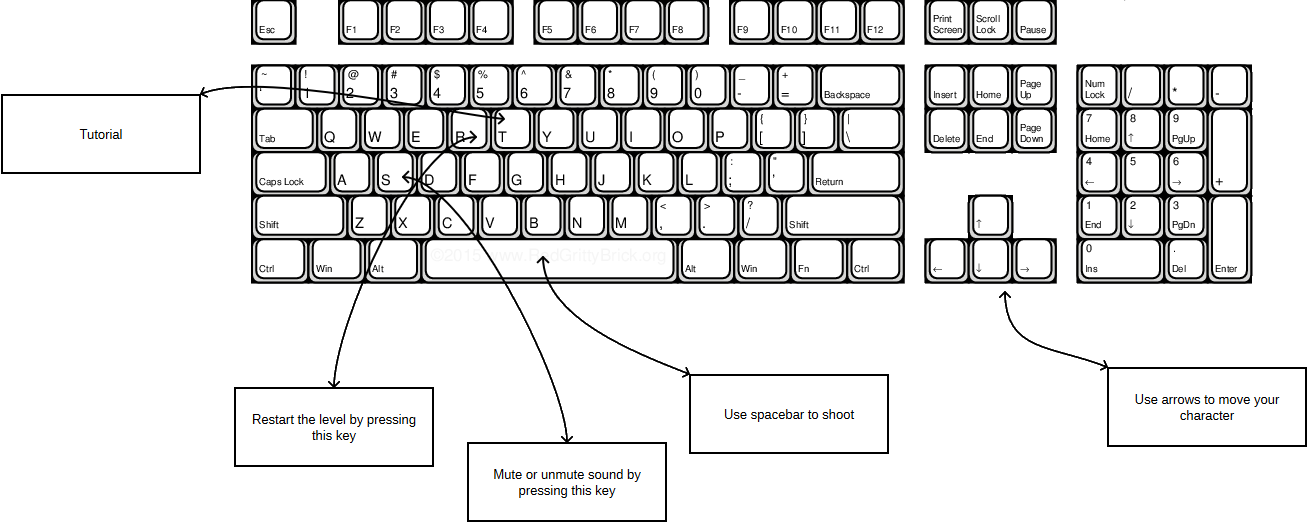 Esc F1 F2 F3 F4 F5 F6 F7 F8 F9 F10 F11 F12 Print Screen Scroll Lock Pause
~ ` ! 1 @ 2 # 3 $ 4 % 5 ^ 6 & 7 * 8 ( 9 ) 0 _ - + = Backspace Insert Home Page Up Num Lock / * -
Tab Q W E R T Y U I O P { [ } ] | \ Delete End Page Down 7 Home 8 ↑ 9 PgUp
Caps Lock A S D F G H J K L : ; " ' Return 4 ← 5 6 → +
Shift Z X C V B N M < , > . ? / Shift ↑ 1 End 2 ↓ 3 PgDn
Ctrl Win Alt Alt Win Fn Ctrl ← ↓ → 0 Ins . Del Enter
©2015 www.RedGrittyBrick.org
Tutorial
Restart the level by pressing
this key
Mute or unmute sound by
pressing this key
Use spacebar to shoot
Use arrows to move your
character